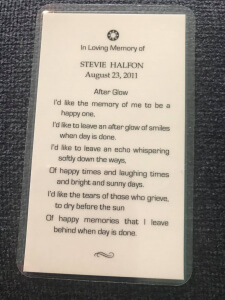 In Loving Memory of
STEVIE HALFON
August 23, 2011
After Glow
I'd like the memory of me to be a
happy one,
I'd like to leave an after glow of smiles
when day is done.
I'd like to leave an echo whispering
softly down the ways,
Of happy times and laughing times
and bright and sunny days.
I'd like the tears of those who grieve,
to dry before the sun
Of happy memories that I leave
behind when day is done.